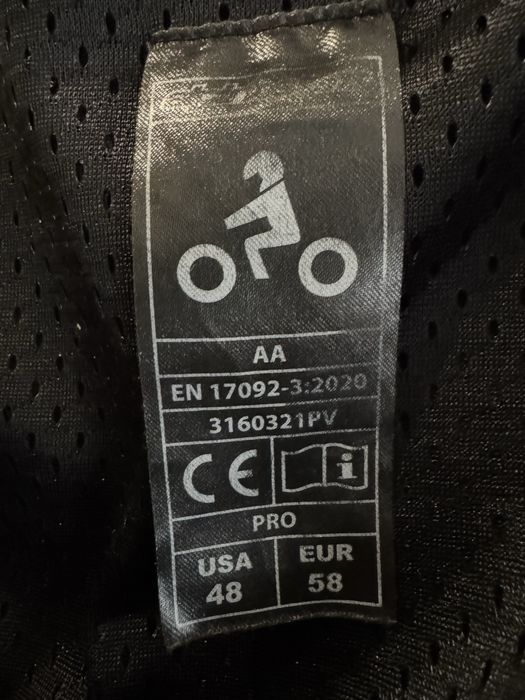 AA
EN 17092-3:2020
3160321PV
CE i
PRO
USA EUR
48 58